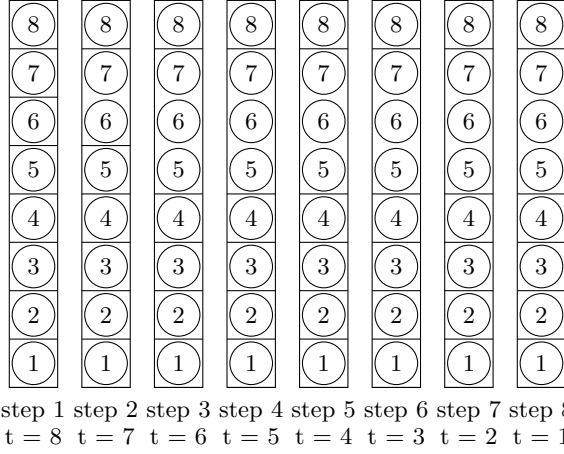 8 8 8 8 8 8 8 8
7 7 7 7 7 7 7 7
6 6 6 6 6 6 6 6
5 5 5 5 5 5 5 5
4 4 4 4 4 4 4 4
3 3 3 3 3 3 3 3
2 2 2 2 2 2 2 2
1 1 1 1 1 1 1 1
step 1 step 2 step 3 step 4 step 5 step 6 step 7 step 8
t = 8 t = 7 t = 6 t = 5 t = 4 t = 3 t = 2 t = 1